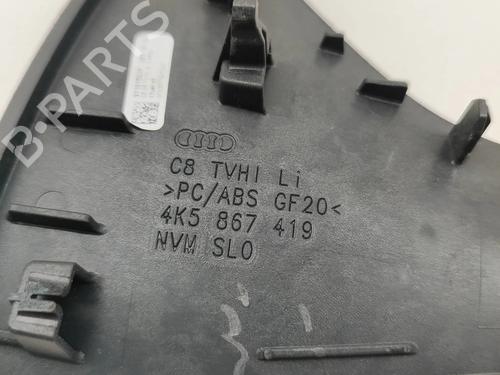 B-PARTS
C8 TVHI Li
>PC/ABS GF20<
4K5 867 419
NVM SLO